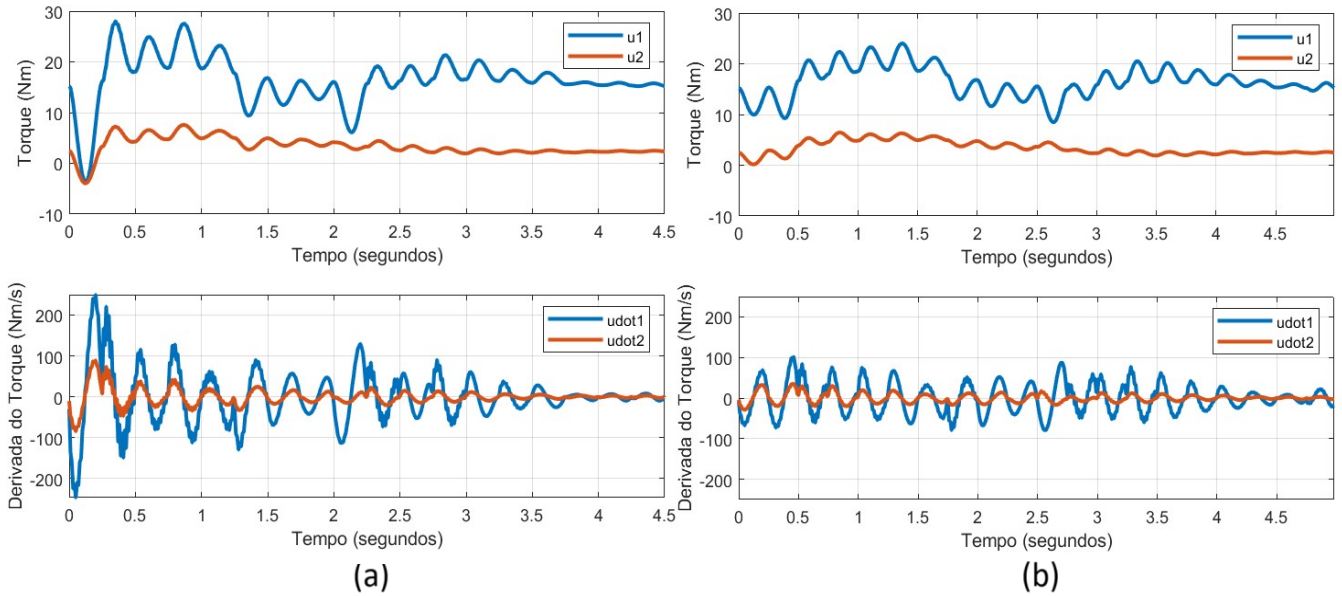 30
20
10
0
-10
Torque (Nm)
u1
u2
0 0.5 1 1.5 2 2.5 3 3.5 4 4.5
Tempo (segundos)
200
100
0
-100
-200
Derivada do Torque (Nm/s)
udot1
udot2
0 0.5 1 1.5 2 2.5 3 3.5 4 4.5
Tempo (segundos)
(a)
30
20
10
0
-10
Torque (Nm)
u1
u2
0 0.5 1 1.5 2 2.5 3 3.5 4 4.5
Tempo (segundos)
200
100
0
-100
-200
Derivada do Torque (Nm/s)
udot1
udot2
0 0.5 1 1.5 2 2.5 3 3.5 4 4.5
Tempo (segundos)
(b)